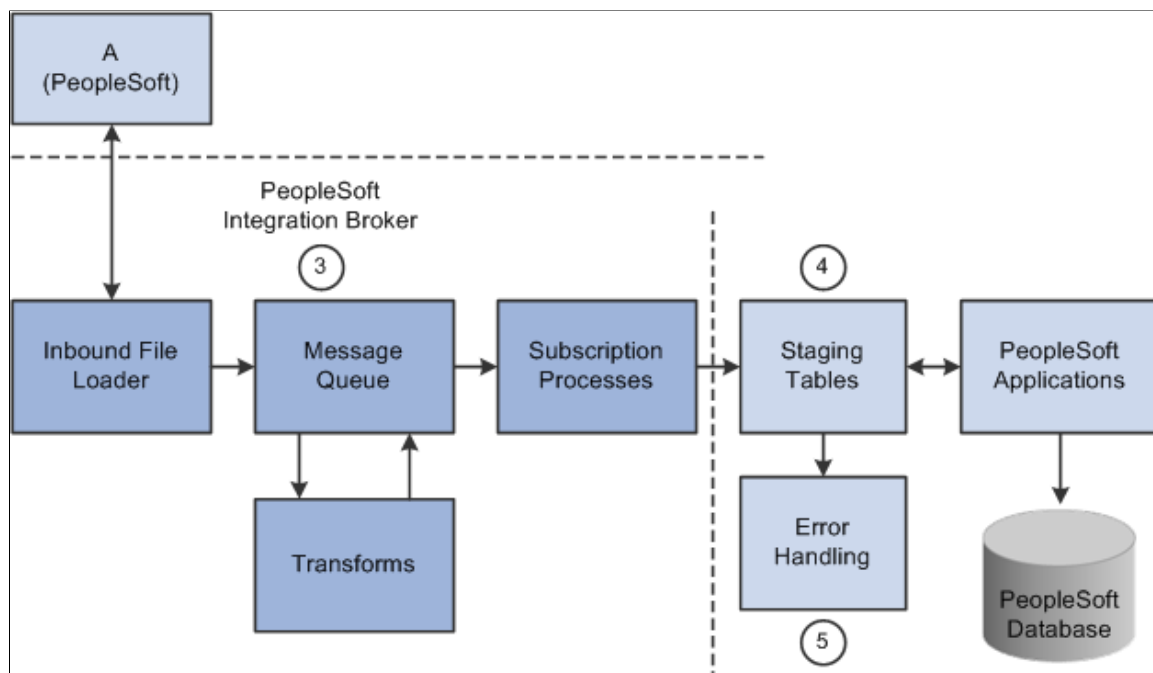 A
(PeopleSoft)
PeopleSoft
Integration Broker
3
4
Inbound File
Loader
Message
Queue
Subscription
Processes
Staging
Tables
PeopleSoft
Applications
Transforms
Error
Handling
5
PeopleSoft
Database